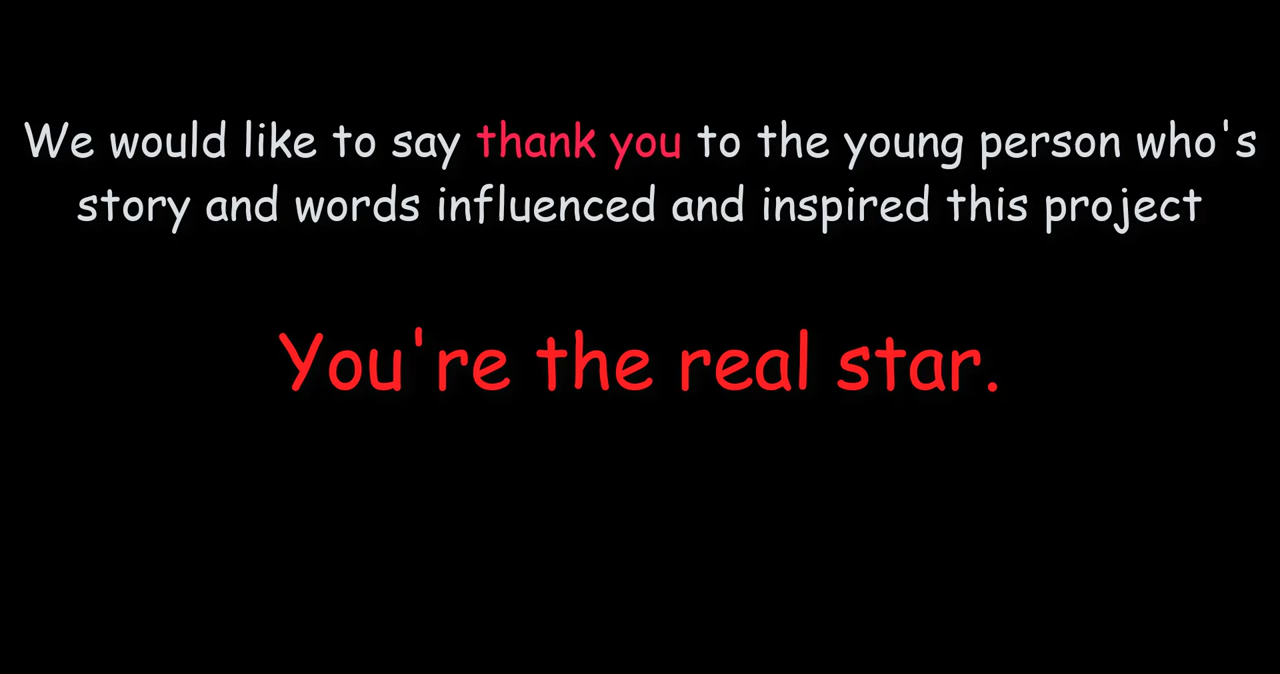 We would like to say thank you to the young person who's
story and words influenced and inspired this project
You're the real star.